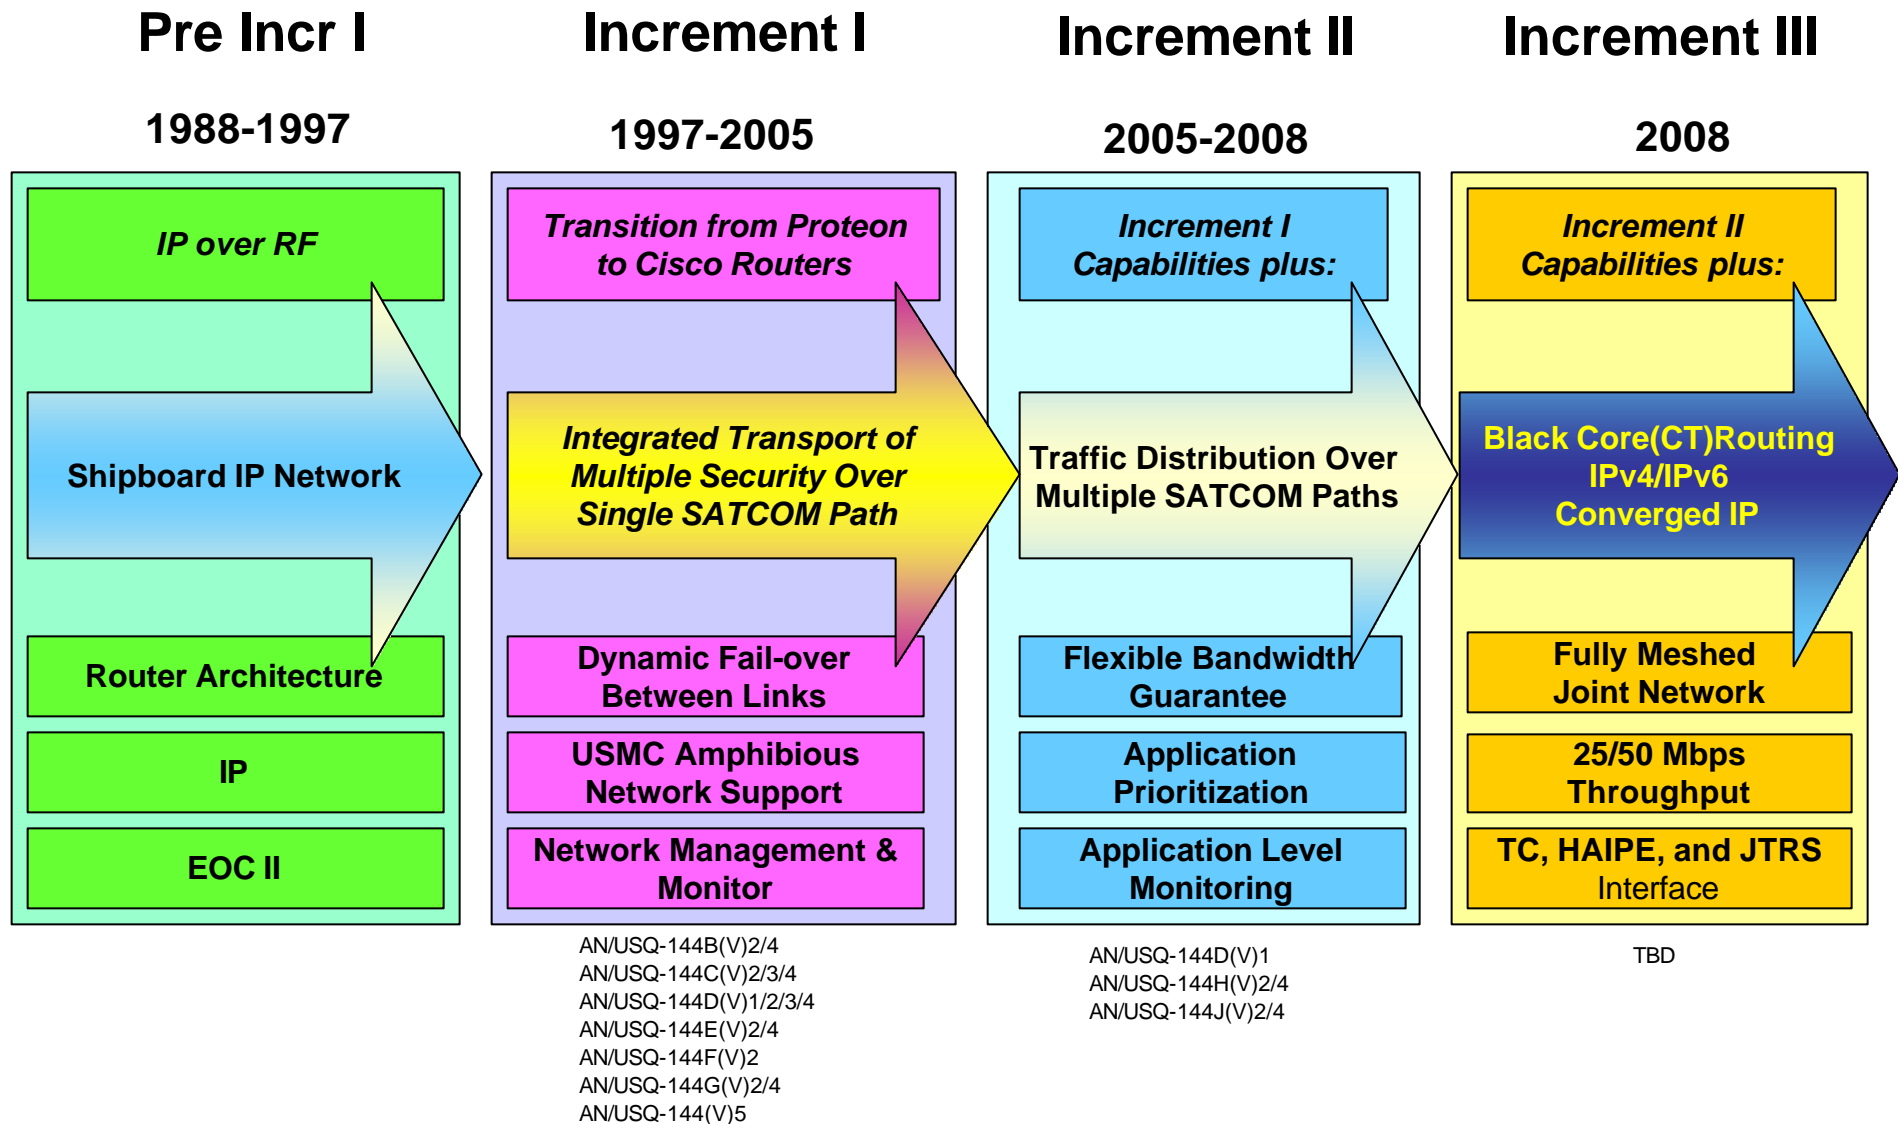 Pre Incr I
1988-1997
IP over RF
Shipboard IP Network
Router Architecture
IP
EOC II
Increment I
1997-2005
Transition from Proteon
to Cisco Routers
Integrated Transport of
Multiple Security Over
Single SATCOM Path
Dynamic Fail-over
Between Links
USMC Amphibious
Network Support
Network Management &
Monitor
AN/USQ-144B(V)2/4
AN/USQ-144C(V)2/3/4
AN/USQ-144D(V)1/2/3/4
AN/USQ-144E(V)2/4
AN/USQ-144F(V)2
AN/USQ-144G(V)2/4
AN/USQ-144(V)5
Increment II
2005-2008
Increment I
Capabilities plus:
Traffic Distribution Over
Multiple SATCOM Paths
Flexible Bandwidth
Guarantee
Application
Prioritization
Application Level
Monitoring
AN/USQ-144D(V)1
AN/USQ-144H(V)2/4
AN/USQ-144J(V)2/4
Increment III
2008
Increment II
Capabilities plus:
Black Core(CT)Routing
IPv4/IPv6
Converged IP
Fully Meshed
Joint Network
25/50 Mbps
Throughput
TC, HAIPE, and JTRS
Interface
TBD